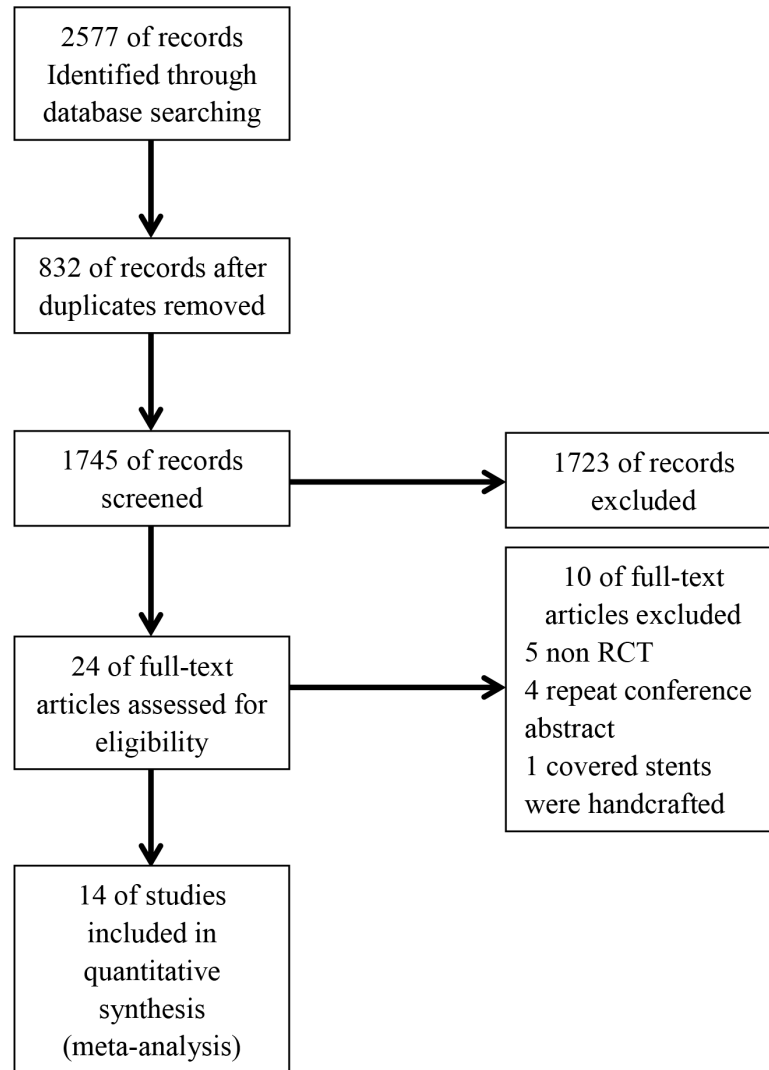 2577 of records
Identified through
database searching
832 of records after
duplicates removed
1745 of records
screened
1723 of records
excluded
24 of full-text
articles assessed for
eligibility
10 of full-text
articles excluded
5 non RCT
4 repeat conference
abstract
1 covered stents
were handcrafted
14 of studies
included in
quantitative
synthesis
(meta-analysis)